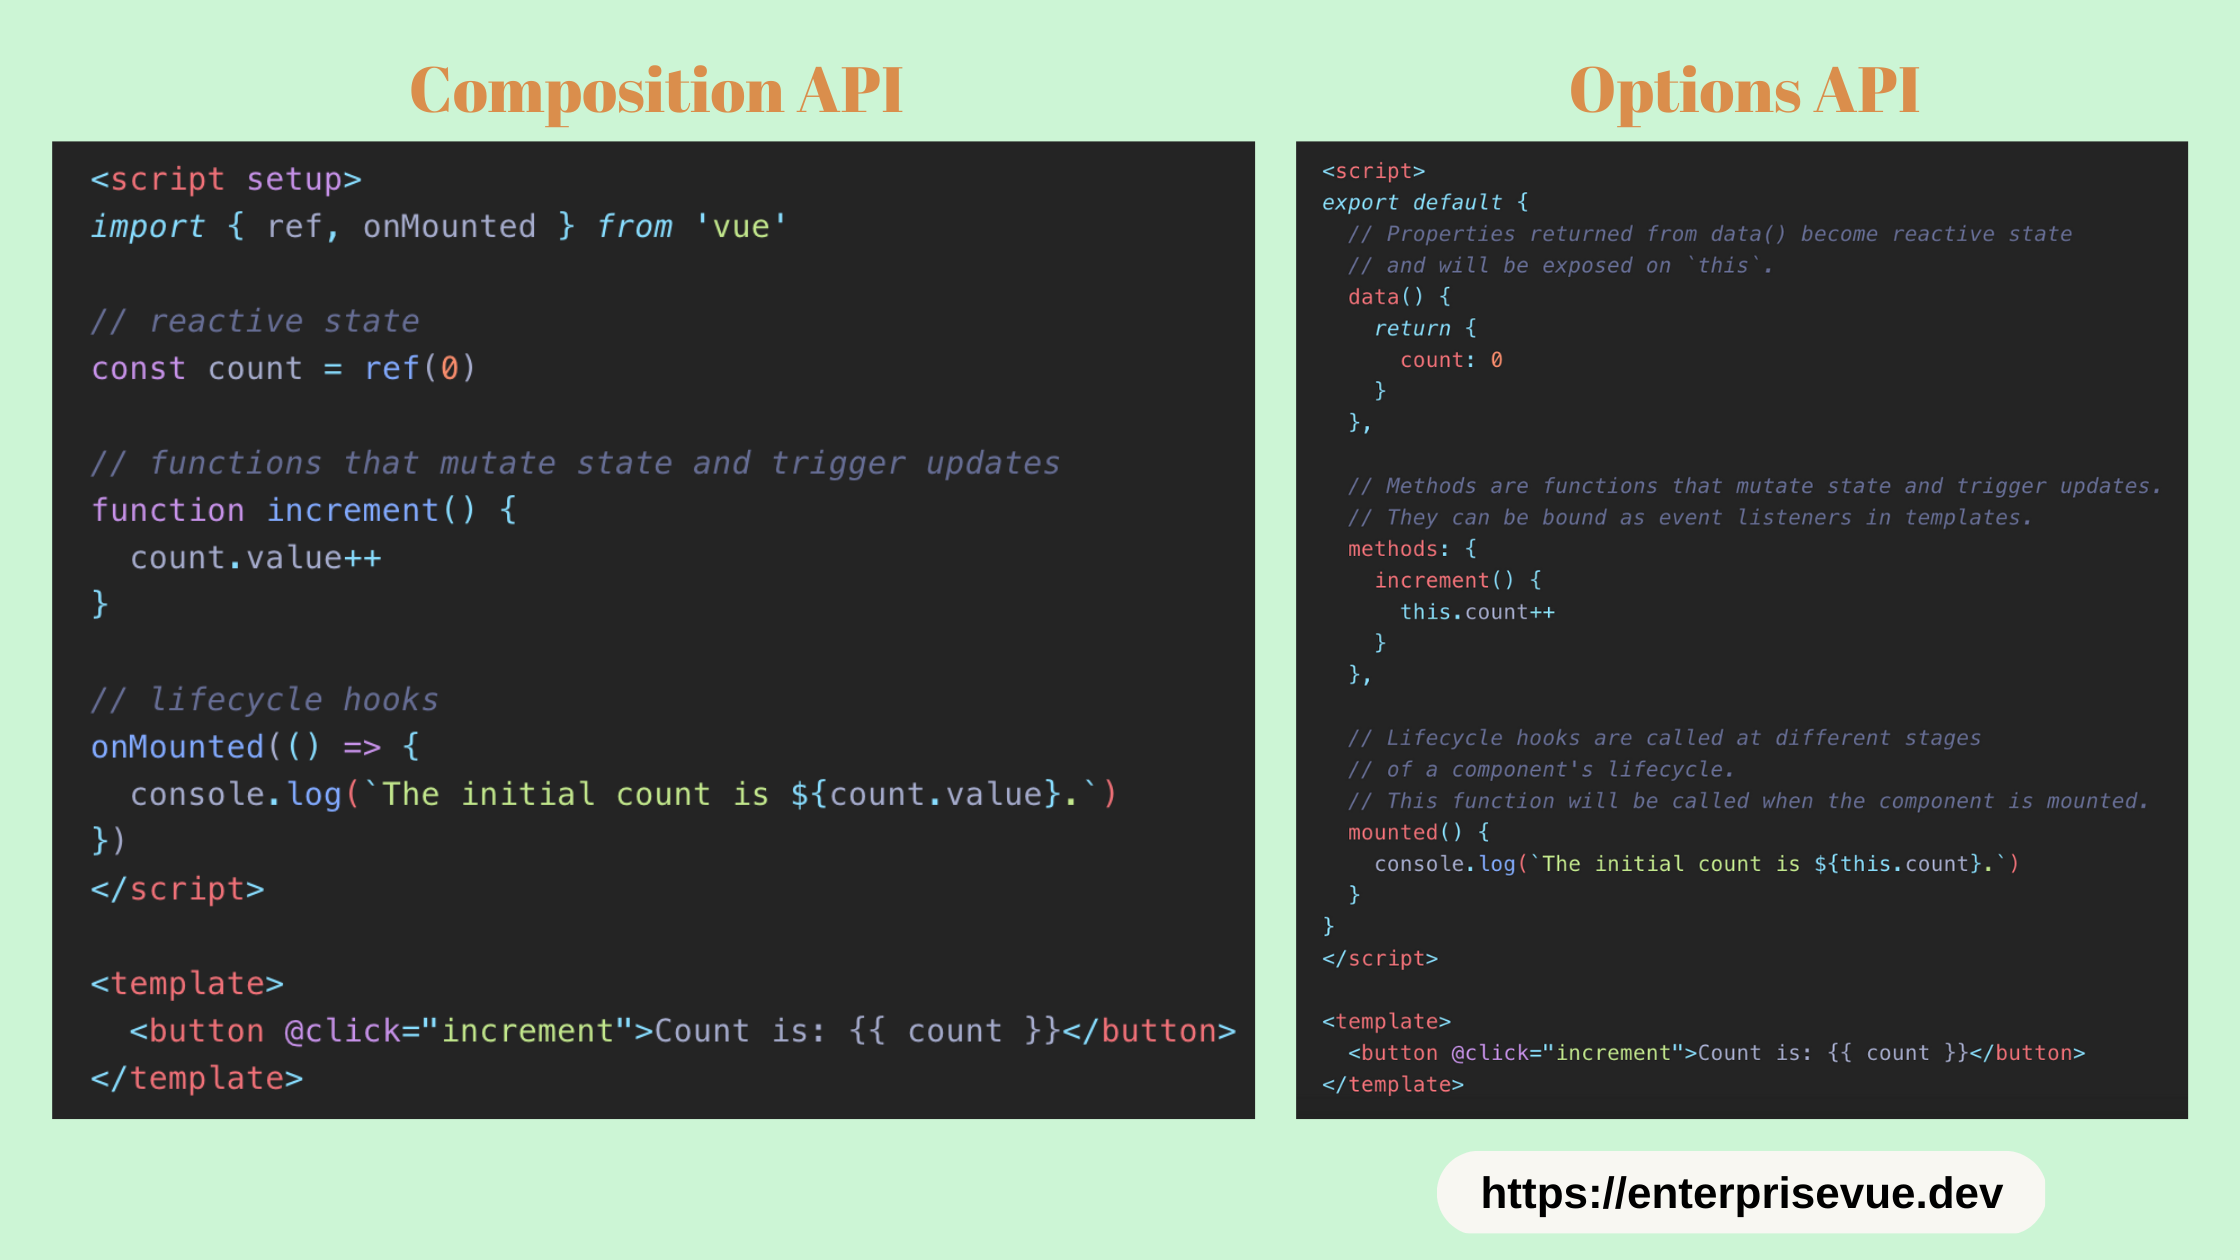 Composition API
<script setup>
import { ref, onMounted } from 'vue'

// reactive state
const count = ref(0)

// functions that mutate state and trigger updates
function increment() {
  count.value++
}

// lifecycle hooks
onMounted(() => {
  console.log(`The initial count is ${count.value}.`)
})
</script>

<template>
  <button @click="increment">Count is: {{ count }}</button>
</template>
Options API
<script>
export default {
  // Properties returned from data() become reactive state
  // and will be exposed on `this`.
  data() {
    return {
      count: 0
    }
  },

  // Methods are functions that mutate state and trigger updates.
  // They can be bound as event listeners in templates.
  methods: {
    increment() {
      this.count++
    }
  },

  // Lifecycle hooks are called at different stages
  // of a component's lifecycle.
  // This function will be called when the component is mounted.
  mounted() {
    console.log(`The initial count is ${this.count}.`)
  }
}
</script>

<template>
  <button @click="increment">Count is: {{ count }}</button>
</template>
https://enterprisevue.dev